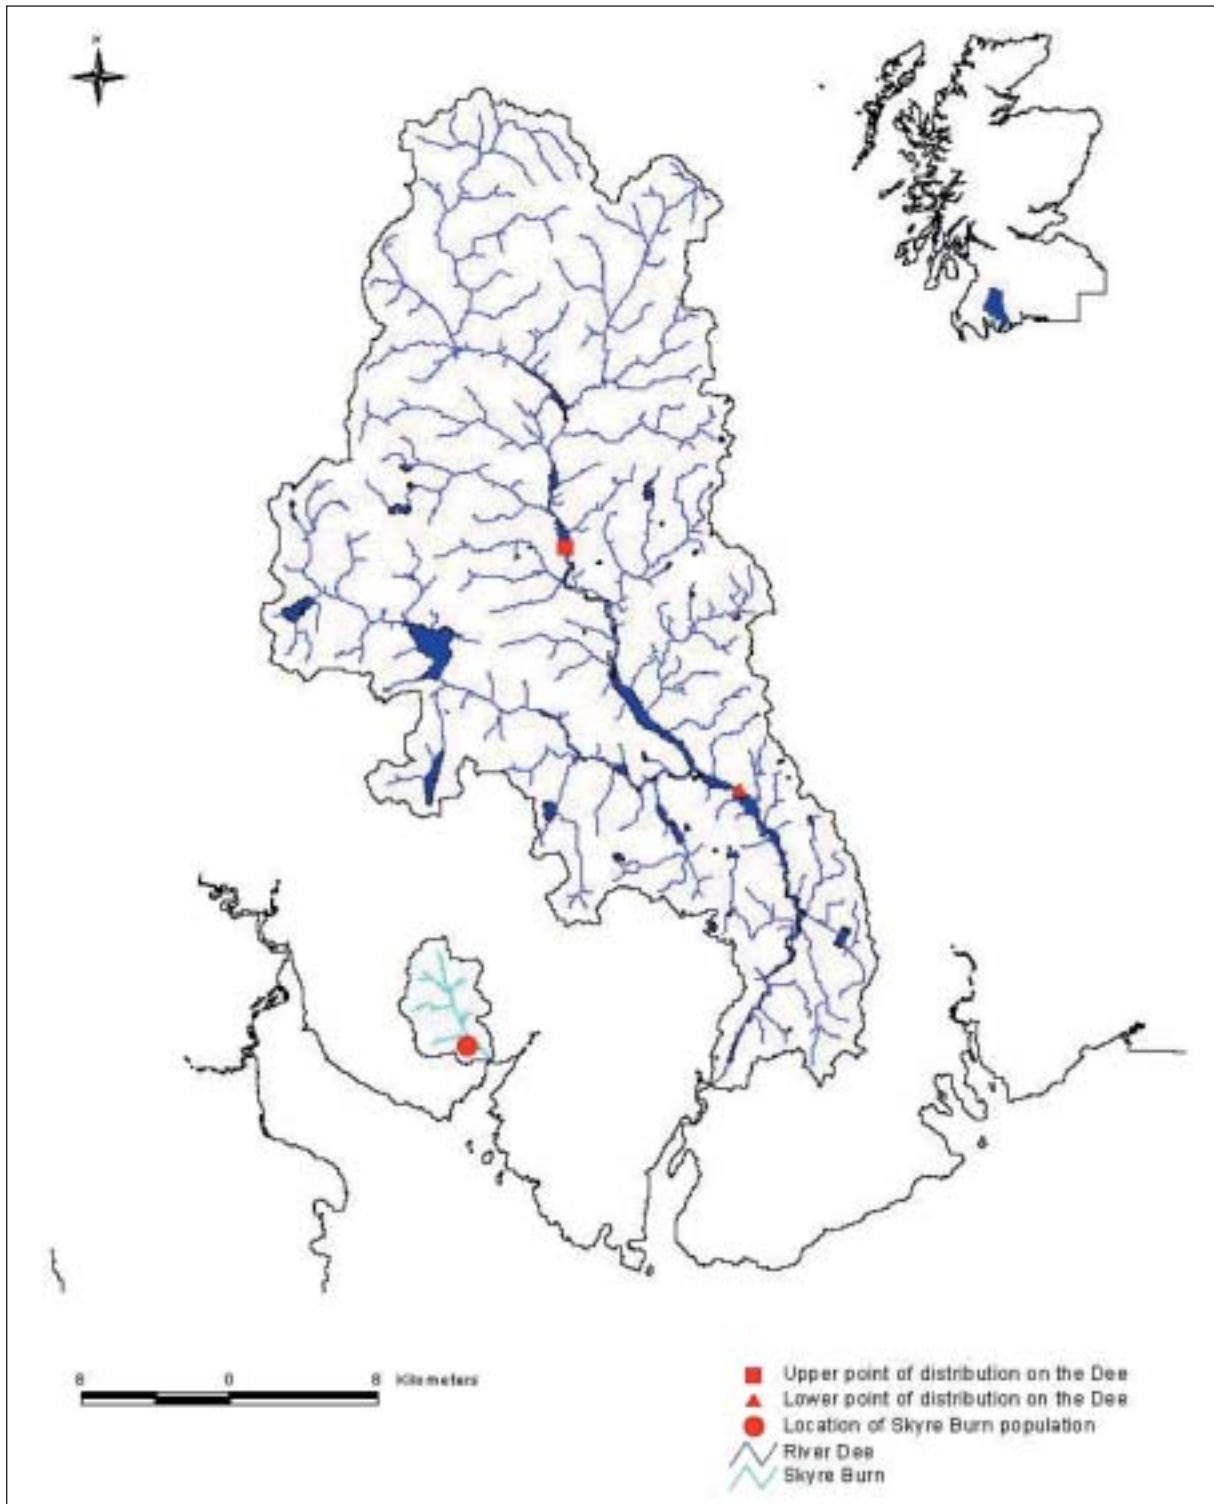 N
8 0 8 Kilometers
Upper point of distribution on the Dee
Lower point of distribution on the Dee
Location of Skyre Burn population
River Dee
Skyre Burn